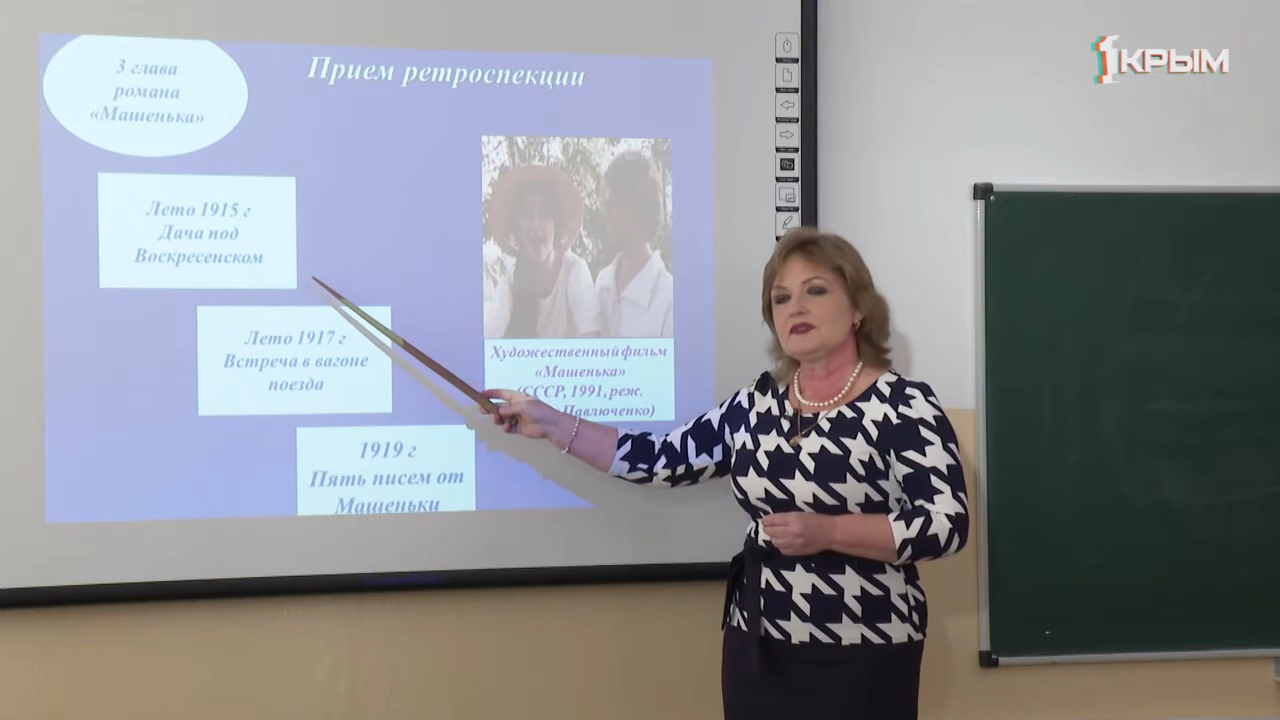 1КРЫМ
Прием ретроспекции
3 глава
романа
«Машенька»
Лето 1915 г
Дача под
Воскресенском
Лето 1917 г
Встреча в вагоне
поезда
1919 г
Пять писем от
Машеньки
Художественный фильм
«Машенька»
(СССР, 1991, реж.
Павлюченко)